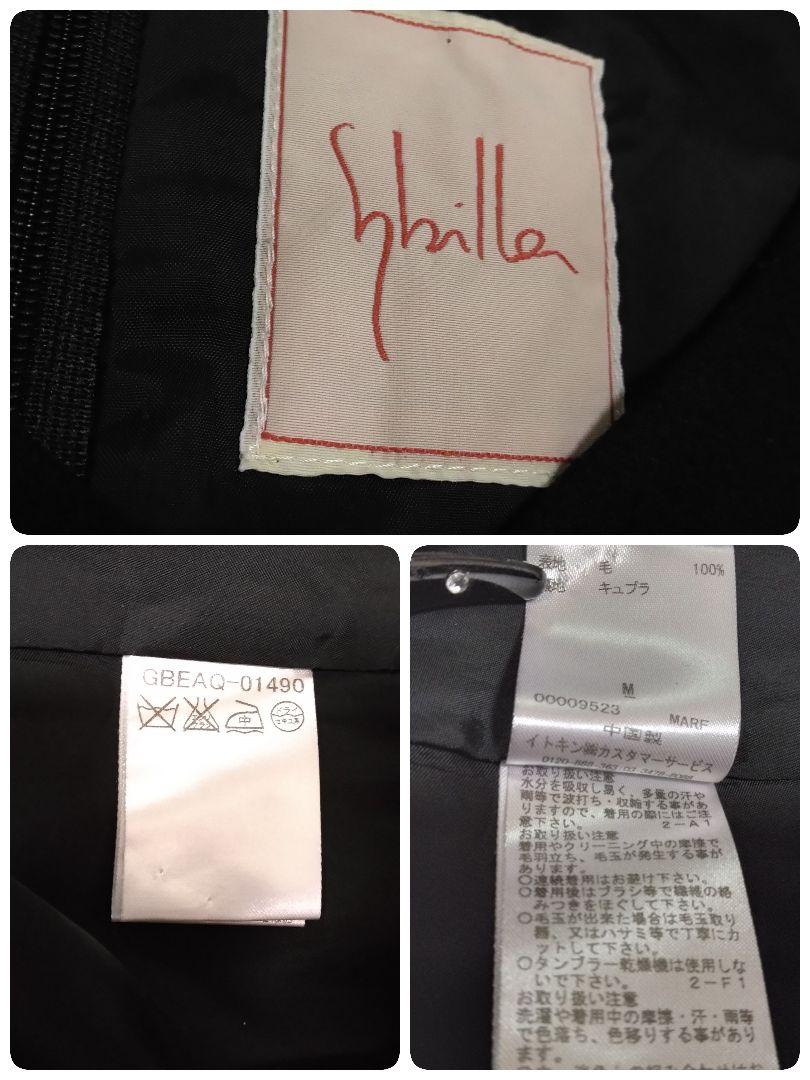 Sybilla
GBEAQ-01490
中
ドライ
セキユ系
表地 毛 100%
裏地 キュプラ
M
00009523
MARF
中国製
イトキン㈱カスタマーサービス
お取り扱い注意
水分を吸収し易く、多量の汗や
雨等で波打ち・収縮する事があ
りますので、着用の際にはご注
意下さい。 2-A1
お取り扱い注意
着用やクリーニング中の摩擦で
毛羽立ち、毛玉が発生する事が
あります。
○連続着用はお避け下さい。
○着用後はブラシ等で繊維の絡
みつきをほぐして下さい。
○毛玉が出来た場合は毛玉取り
器、又はハサミ等で丁寧にカ
ットして下さい。
○タンブラー乾燥機は使用しな
いで下さい。 2-F1
お取り扱い注意
洗濯や着用中の摩擦・汗・雨等
で色落ち、色移りする事があり
ます。